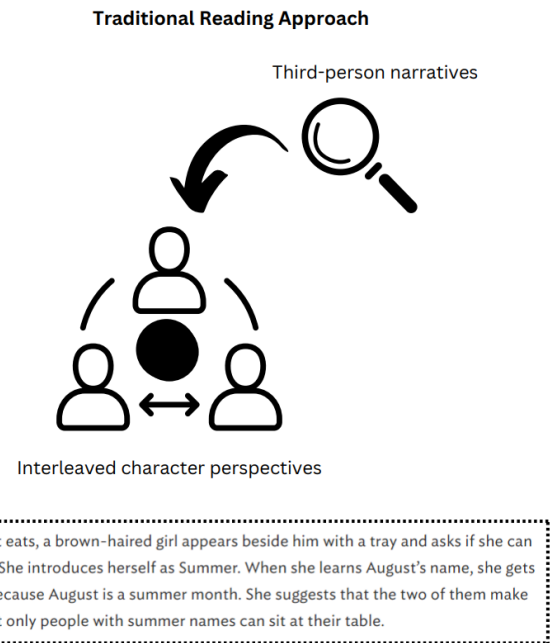 Traditional Reading Approach
Third-person narratives
Interleaved character perspectives
eats, a brown-haired girl appears beside him with a tray and asks if she can
She introduces herself as Summer. When she learns August’s name, she gets
ecause August is a summer month. She suggests that the two of them make
only people with summer names can sit at their table.